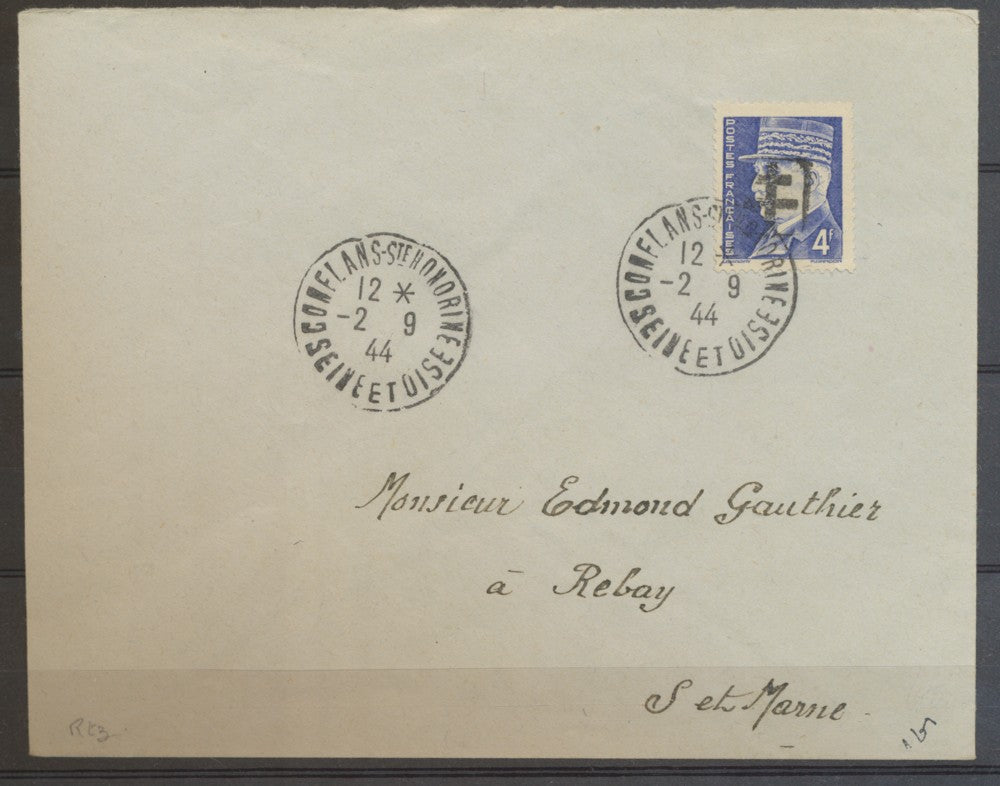 POSTES FRANÇAISES
4F
CONFLANS-STE HONORINE
12 *
-2 9
44
SEINE ET OISE
CONFLANS-STE HONORINE
12 *
-2 9
44
SEINE ET OISE
Monsieur Edmond Gauthier
à Rebay
S et Marne